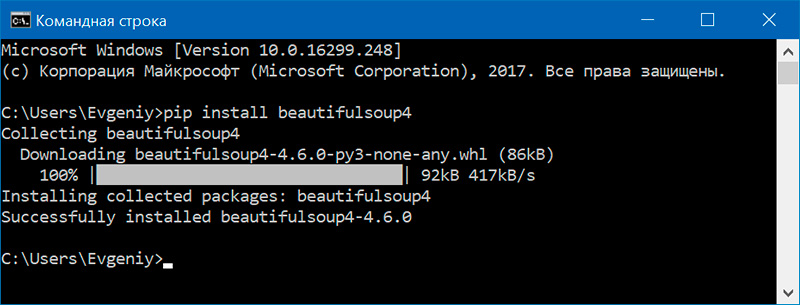 Командная строка
Microsoft Windows [Version 10.0.16299.248]
(c) Корпорация Майкрософт (Microsoft Corporation), 2017. Все права защищены.
C:\Users\Evgeniy>pip install beautifulsoup4
Collecting beautifulsoup4
Downloading beautifulsoup4-4.6.0-py3-none-any.whl (86kB)
100% |████████████████████████████████| 92kB 417kB/s
Installing collected packages: beautifulsoup4
Successfully installed beautifulsoup4-4.6.0
C:\Users\Evgeniy>